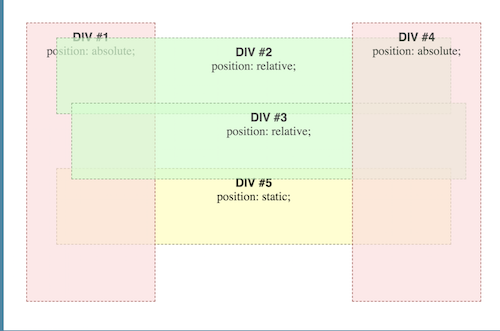 DIV #1
position: absolute;
DIV #2
position: relative;
DIV #4
position: absolute;
DIV #3
position: relative;
DIV #5
position: static;